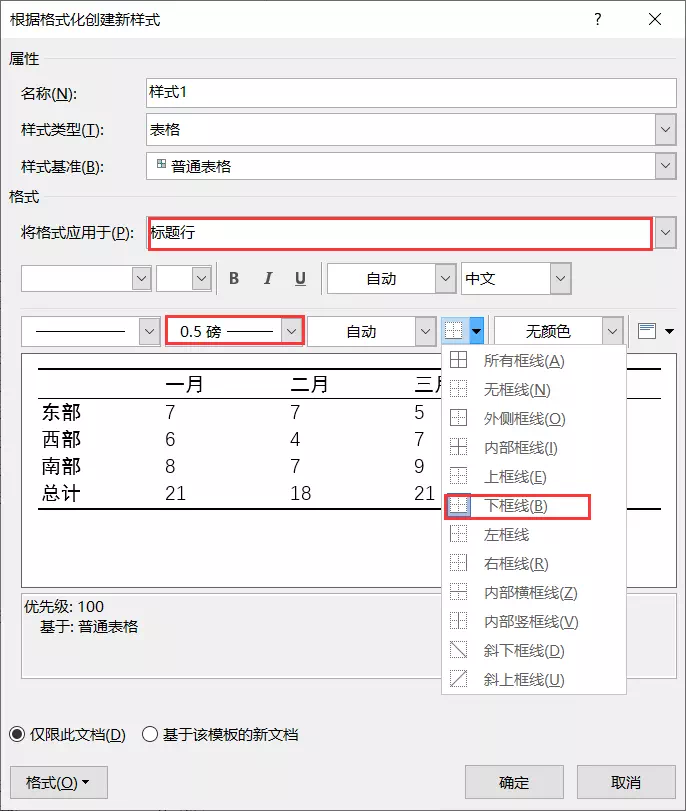 根据格式化创建新样式 ?
属性
名称(N): 样式1
样式类型(T): 表格
样式基准(B): 普通表格
格式
将格式应用于(P): 标题行
B I U 自动 中文
0.5 磅 自动 无颜色
一月 二月 三月
东部 7 7 5
西部 6 4 7
南部 8 7 9
总计 21 18 21
所有框线(A)
无框线(N)
外侧框线(O)
内部框线(I)
上框线(E)
下框线(B)
左框线
右框线(R)
内部横框线(Z)
内部竖框线(V)
斜下框线(D)
斜上框线(U)
优先级: 100
基于: 普通表格
仅限此文档(D) 基于该模板的新文档
格式(O) 确定 取消